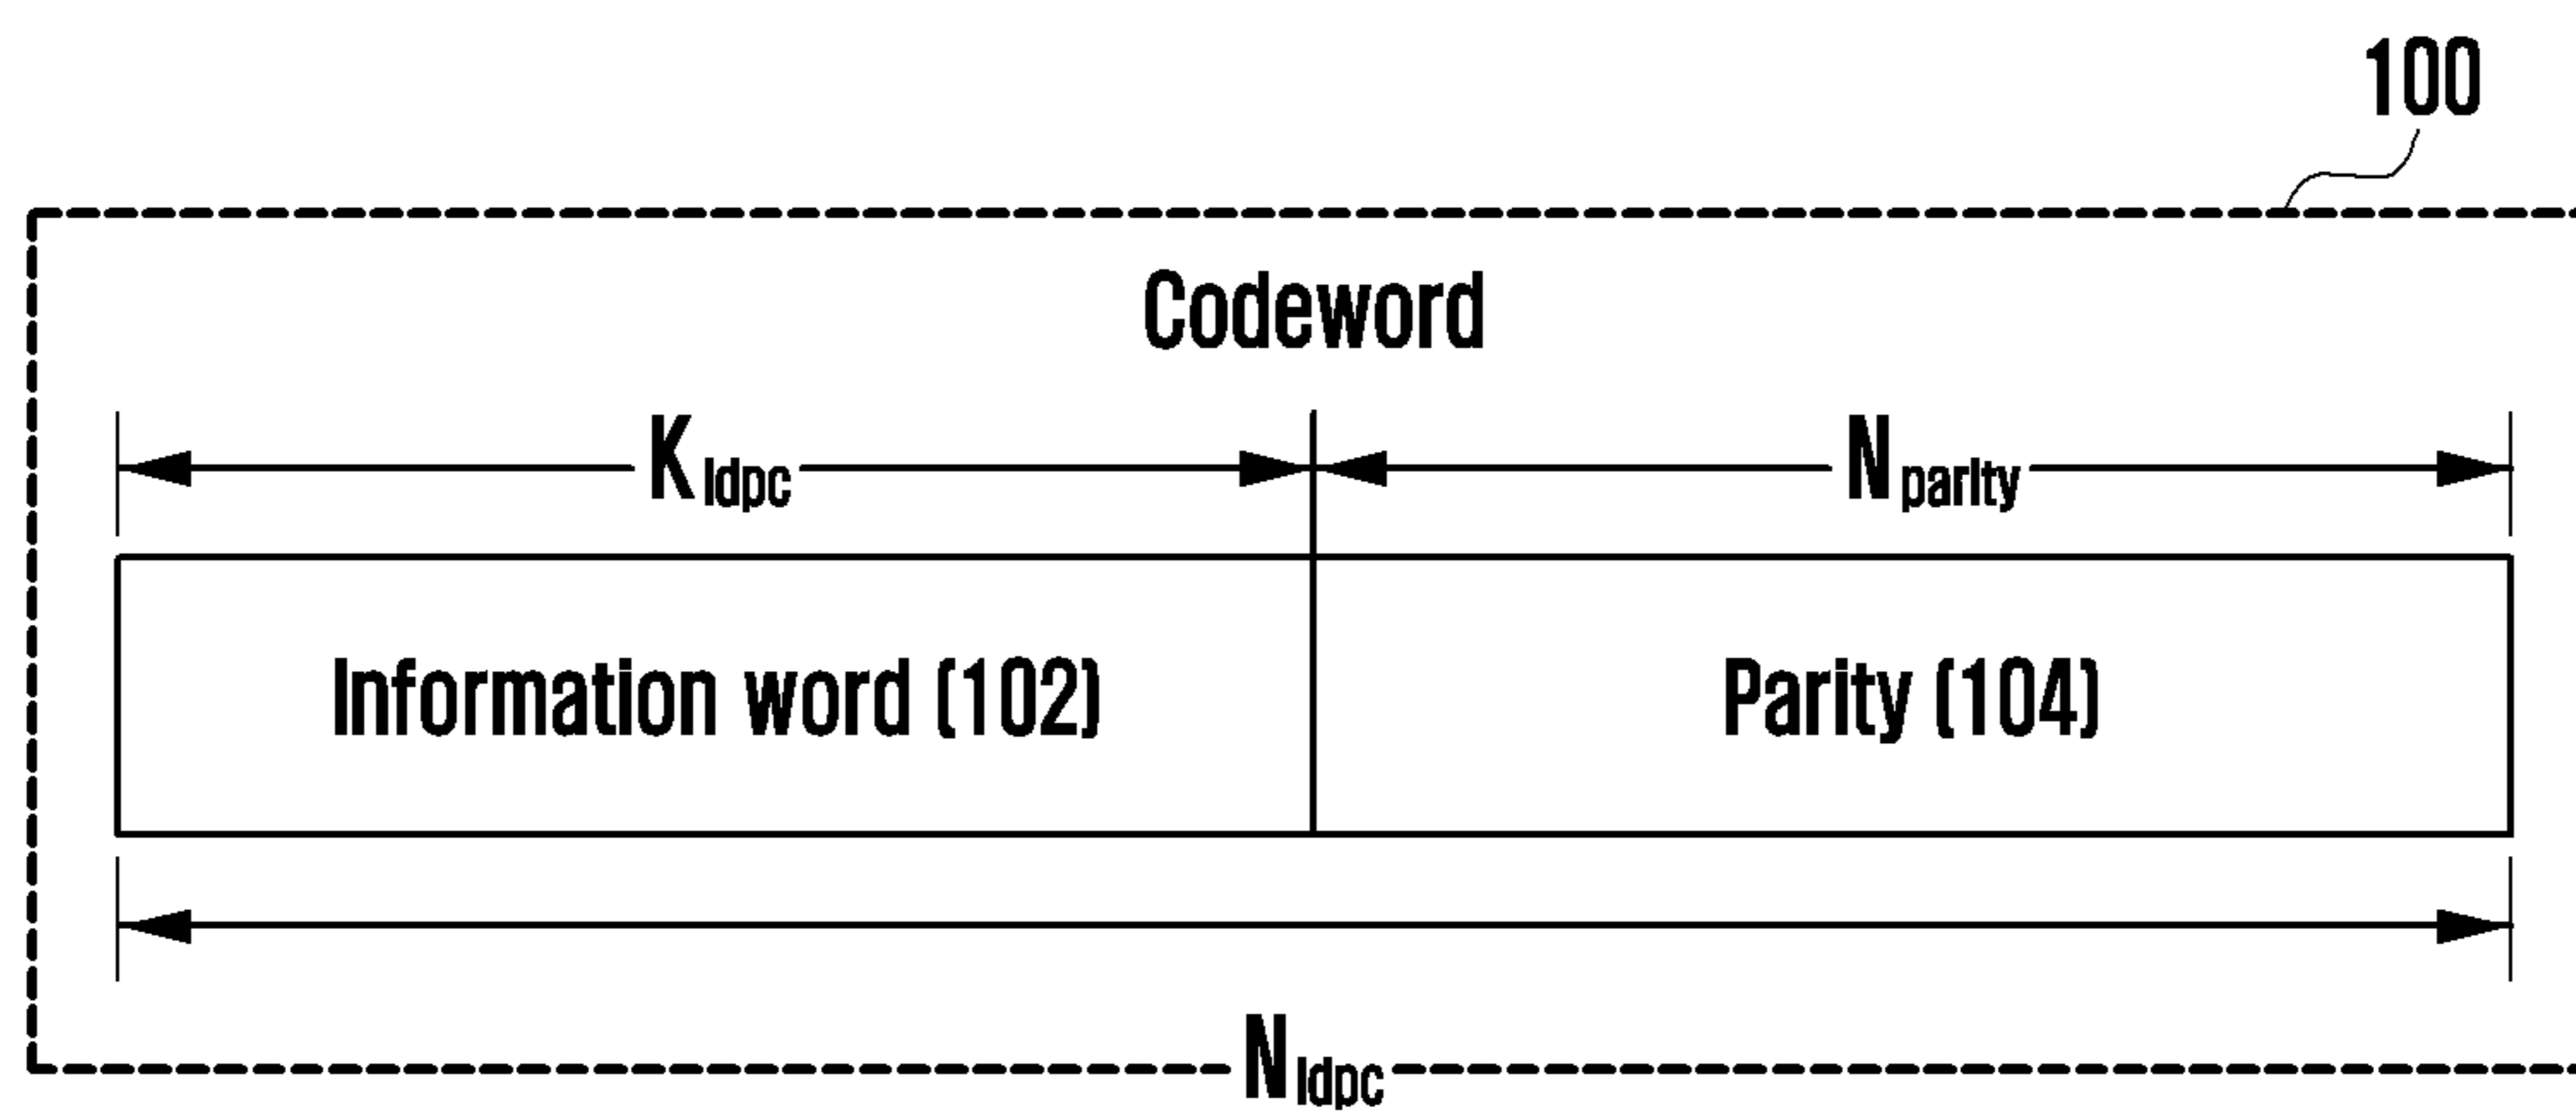 100
Codeword
Kldpc Nparity
Information word (102) Parity (104)
Nldpc